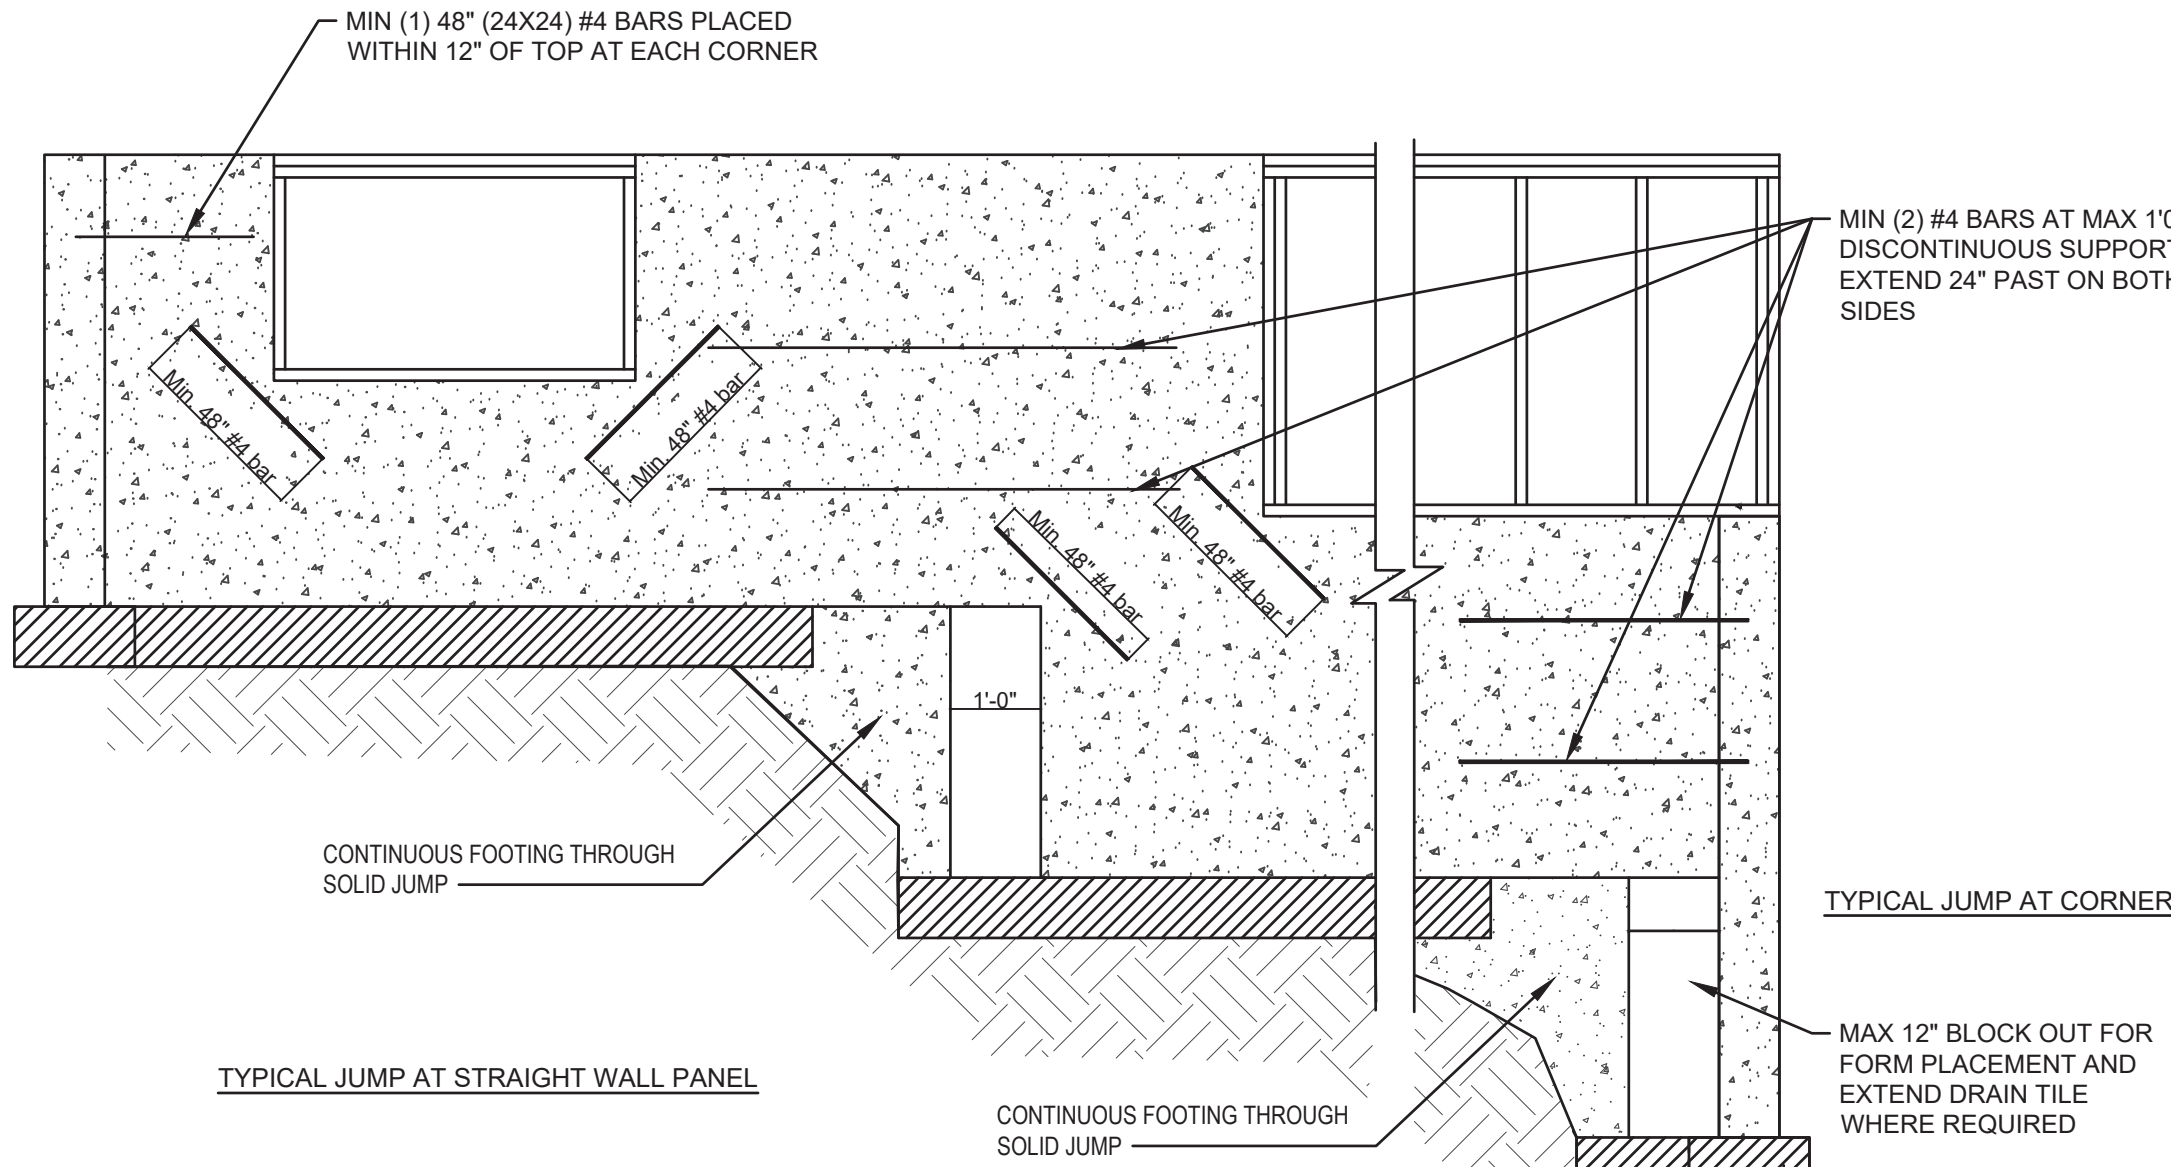 MIN (1) 48" (24X24) #4 BARS PLACED
WITHIN 12" OF TOP AT EACH CORNER
MIN (2) #4 BARS AT MAX
DISCONTINUOUS
EXTEND 24" PAST ON
SIDES
Min. 48" #4 bar
Min. 48" #4 bar
Min. 48" #4 bar
Min. 48" #4 bar
1'-0"
CONTINUOUS FOOTING THROUGH
SOLID JUMP
TYPICAL JUMP AT CORNER
TYPICAL JUMP AT STRAIGHT WALL PANEL
MAX 12" BLOCK OUT FOR
FORM PLACEMENT AND
EXTEND DRAIN TILE
WHERE REQUIRED
CONTINUOUS FOOTING THROUGH
SOLID JUMP